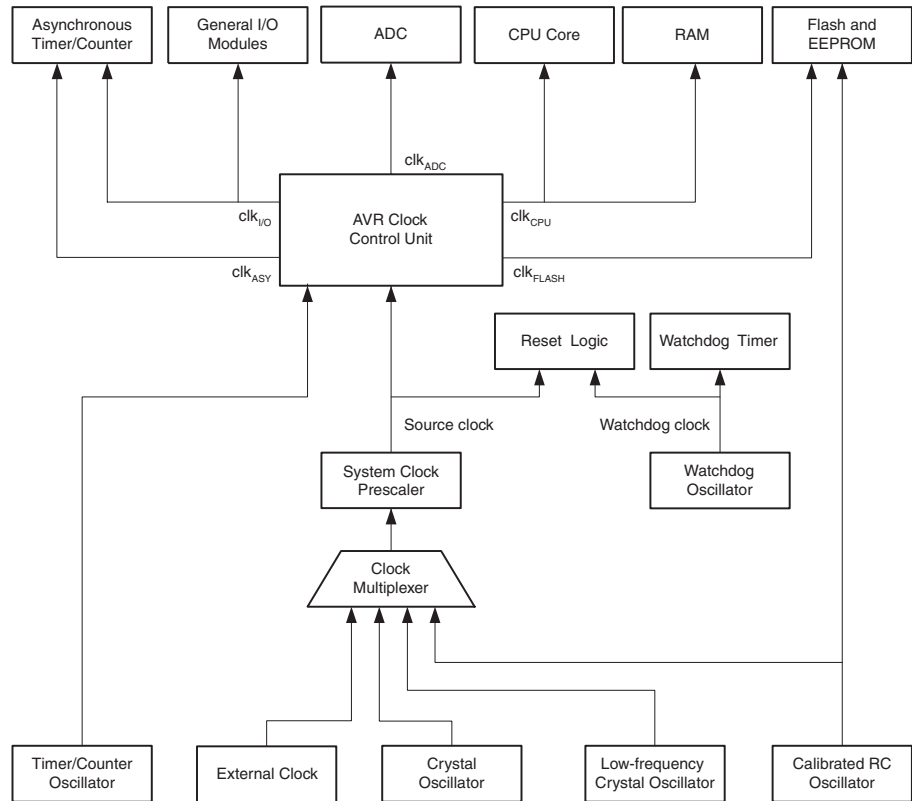 Asynchronous
Timer/Counter
General I/O
Modules
ADC
CPU Core
RAM
Flash and
EEPROM
clkADC
clkI/O
AVR Clock
Control Unit
clkCPU
clkASY
clkFLASH
Reset Logic
Watchdog Timer
Source clock
Watchdog clock
System Clock
Prescaler
Watchdog
Oscillator
Clock
Multiplexer
Timer/Counter
Oscillator
External Clock
Crystal
Oscillator
Low-frequency
Crystal Oscillator
Calibrated RC
Oscillator